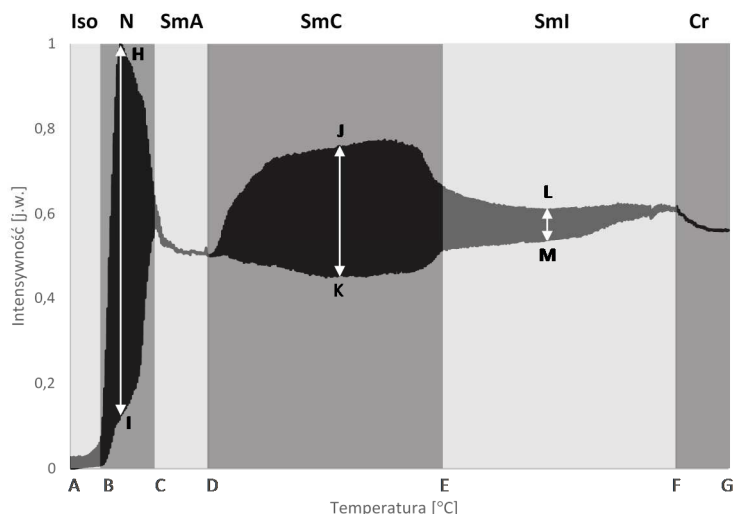 Iso N SmA SmC SmI Cr
1
H
0,8
J
0,6
L
M
0,4
K
0,2
I
0
A B C D E F G
Intensywność [j.w.]
Temperatura [°C]